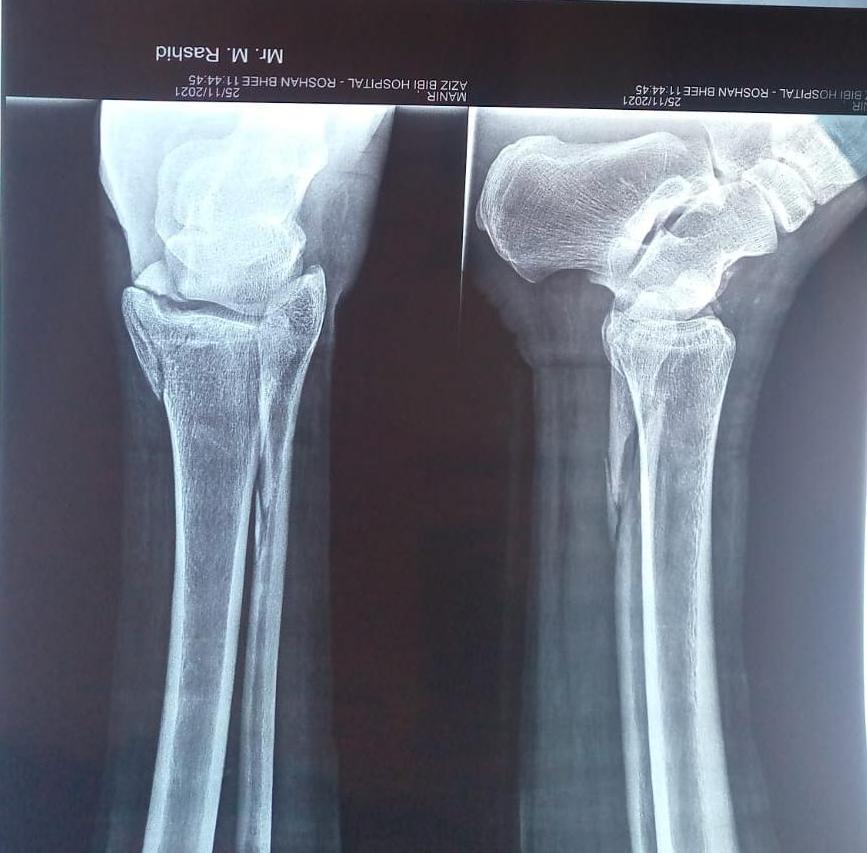 Mr. M. Rashid
AZIZ BIBI HOSPITAL - ROSHAN BHEE 11:44:45
MANIR, 25/11/2021
BIBI HOSPITAL - ROSHAN BHEE 11:44:45
25/11/2021